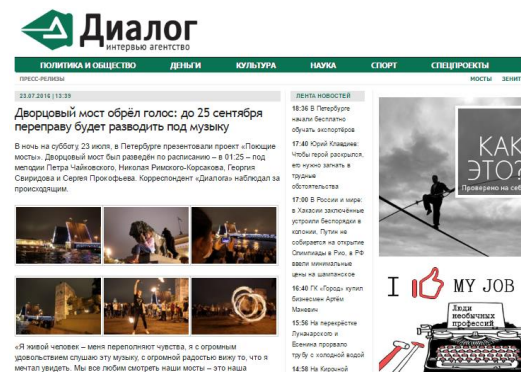 Диалог
интервью агентство
ПОЛИТИКА И ОБЩЕСТВО ДЕНЬГИ КУЛЬТУРА НАУКА СПОРТ СПЕЦПРОЕКТЫ
ПРЕСС-РЕЛИЗЫ МОСТЫ ЗЕНИТ
23.07.2016 | 13:39
Дворцовый мост обрёл голос: до 25 сентября
переправу будет разводить под музыку
В ночь на субботу, 23 июля, в Петербурге презентовали проект «Поющие
мосты». Дворцовый мост был разведён по расписанию – в 01:25 – под
мелодии Петра Чайковского, Николая Римского-Корсакова, Георгия
Свиридова и Сергея Прокофьева. Корреспондент «Диалога» наблюдал за
происходящим.
«Я живой человек – меня переполняют чувства, я с огромным
удовольствием слушаю эту музыку, с огромной радостью вижу то, что я
мечтал увидеть. Мы все любим смотреть наши мосты – это наша
ЛЕНТА НОВОСТЕЙ
18:36 В Петербурге
начали бесплатно
обучать экспортёров
17:40 Юрий Клавдиев:
Чтобы герой раскрылся,
его нужно загнать в
трудные
обстоятельства
17:00 В России и мире:
в Хакасии заключённые
устроили беспорядки в
колонии, Путин не
собирается на открытие
Олимпиады в Рио, в РФ
ввели минимальные
цены на шампанское
16:40 ГК «Город» купил
бизнесмен Артём
Маневич
15:56 На перекрёстке
Луначарского и
Есенина прорвало
трубу с холодной водой
14:58 На Кирочной
КАК
ЭТО?
Проверено на себ
I MY JOB
Люди
необычных
профессий